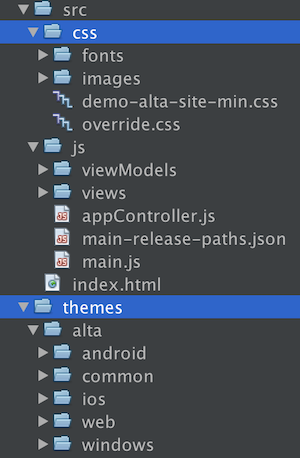 src
css
fonts
images
demo-alta-site-min.css
override.css
js
viewModels
views
appController.js
main-release-paths.json
main.js
index.html
themes
alta
android
common
ios
web
windows